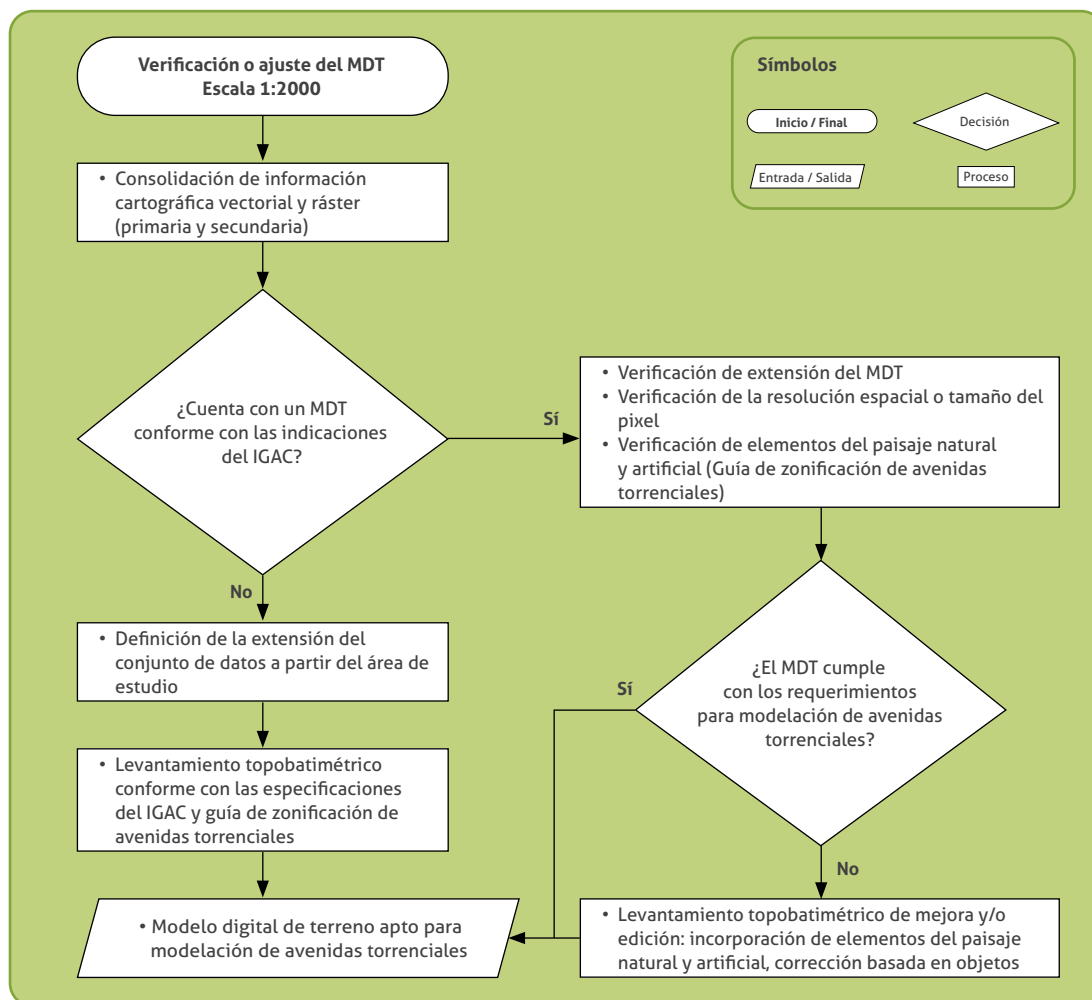 Verificación o ajuste del MDT
Escala 1:2000
Símbolos
Inicio / Final
Decisión
Entrada / Salida
Proceso
• Consolidación de información
cartográfica vectorial y ráster
(primaria y secundaria)
¿Cuenta con un MDT
conforme con las indicaciones
del IGAC?
Sí
• Verificación de extensión del MDT
• Verificación de la resolución espacial o tamaño del
pixel
• Verificación de elementos del paisaje natural
y artificial (Guía de zonificación de avenidas
torrenciales)
No
• Definición de la extensión del
conjunto de datos a partir del área de
estudio
¿El MDT cumple
con los requerimientos
para modelación de avenidas
torrenciales?
Sí
• Levantamiento topobatimétrico
conforme con las especificaciones
del IGAC y guía de zonificación de
avenidas torrenciales
No
• Modelo digital de terreno apto para
modelación de avenidas torrenciales
• Levantamiento topobatimétrico de mejora y/o
edición: incorporación de elementos del paisaje
natural y artificial, corrección basada en objetos